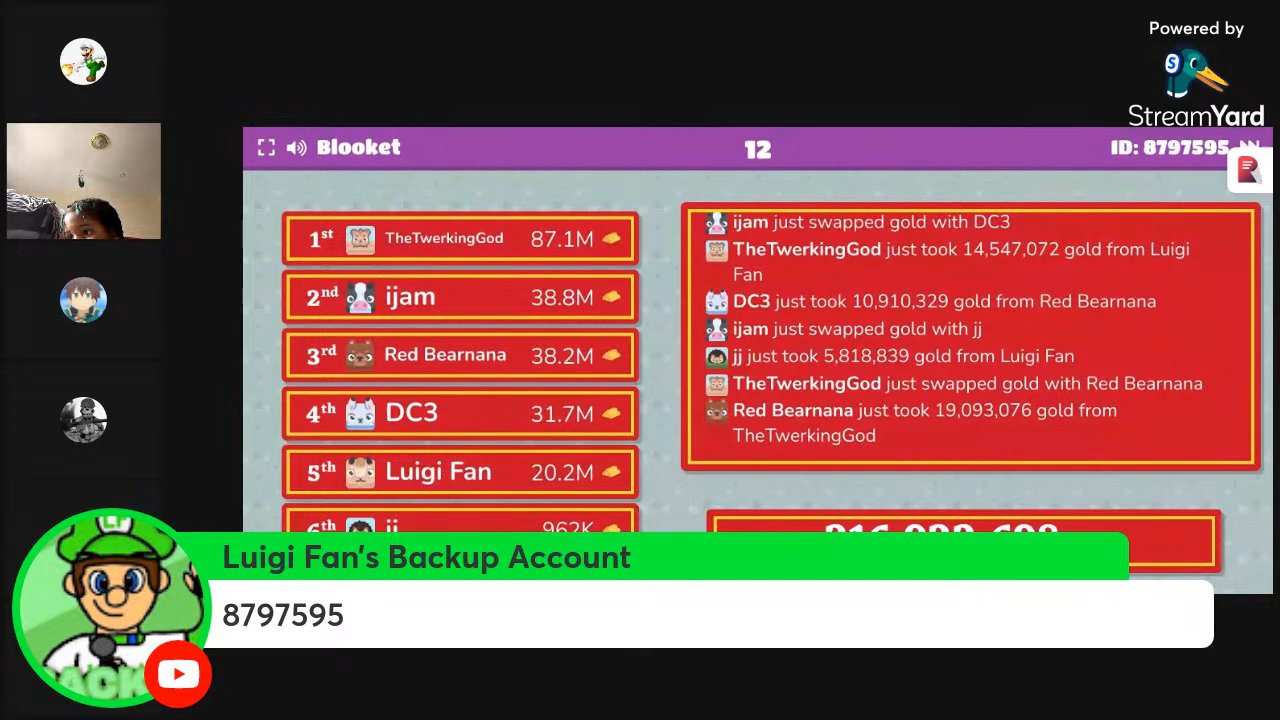 Powered by
StreamYard
Blooket
12
ID: 8797595
1st TheTwerkingGod 87.1M
2nd ijam 38.8M
3rd Red Bearnana 38.2M
4th DC3 31.7M
5th Luigi Fan 20.2M
6th jj 962K
ijam just swapped gold with DC3
TheTwerkingGod just took 14,547,072 gold from Luigi
Fan
DC3 just took 10,910,329 gold from Red Bearnana
ijam just swapped gold with jj
jj just took 5,818,839 gold from Luigi Fan
TheTwerkingGod just swapped gold with Red Bearnana
Red Bearnana just took 19,093,076 gold from
TheTwerkingGod
Luigi Fan's Backup Account
8797595